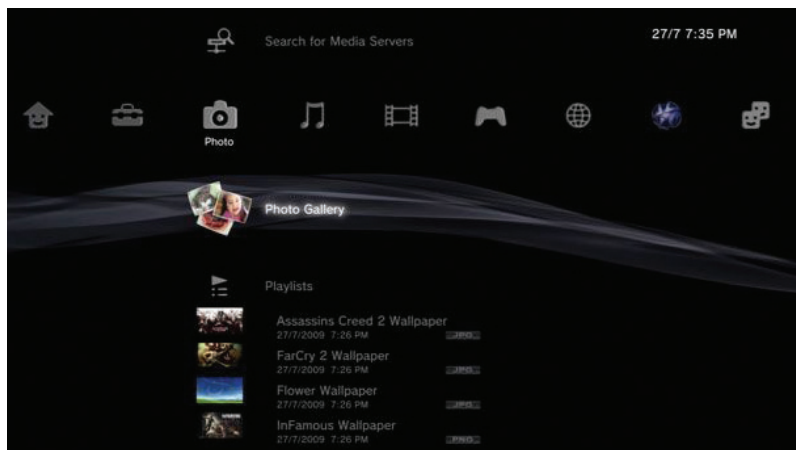 Search for Media Servers
27/7 7:35 PM
Photo
Photo Gallery
Playlists
Assassins Creed 2 Wallpaper
27/7/2009 7:26 PM JPG
FarCry 2 Wallpaper
27/7/2009 7:26 PM JPG
Flower Wallpaper
27/7/2009 7:26 PM JPG
InFamous Wallpaper
27/7/2009 7:26 PM PNG